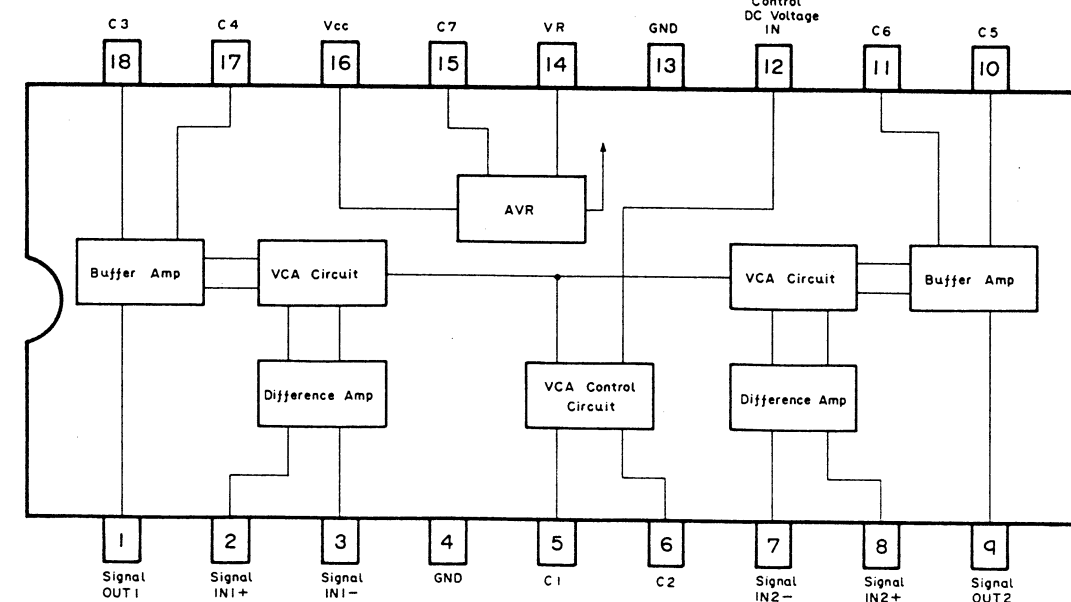 Control
DC Voltage
IN
C3 C4 Vcc C7 VR GND C6 C5
18 17 16 15 14 13 12 11 10
AVR
Buffer Amp VCA Circuit VCA Circuit Buffer Amp
Difference Amp VCA Control Circuit Difference Amp
1 2 3 4 5 6 7 8 9
Signal OUT1 Signal IN1+ Signal IN1− GND C1 C2 Signal IN2− Signal IN2+ Signal OUT2